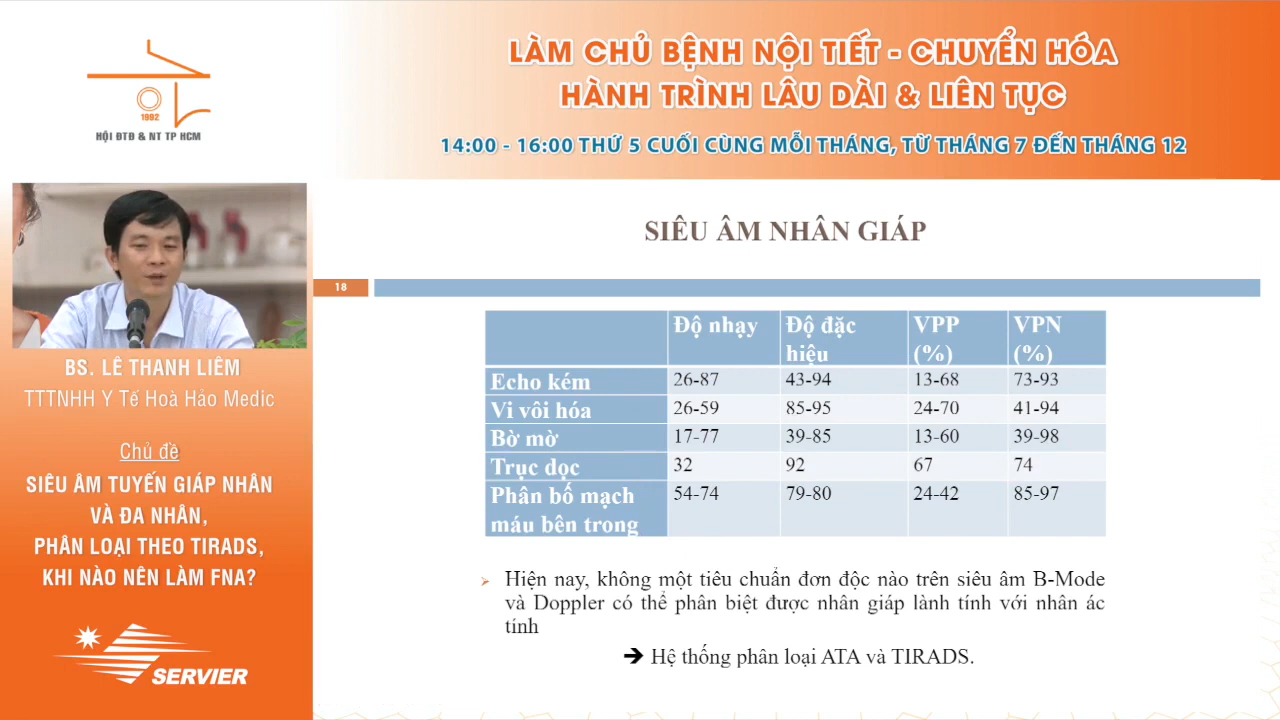 LÀM CHỦ BỆNH NỘI TIẾT - CHUYỂN HÓA
HÀNH TRÌNH LÂU DÀI & LIÊN TỤC
14:00 - 16:00 THỨ 5 CUỐI CÙNG MỖI THÁNG, TỪ THÁNG 7 ĐẾN THÁNG 12
1992
HỘI ĐTĐ & NT TP HCM
BS. LÊ THANH LIÊM
TTTNHH Y Tế Hoà Hảo Medic
Chủ đề
SIÊU ÂM TUYẾN GIÁP NHÂN
VÀ ĐA NHÂN,
PHÂN LOẠI THEO TIRADS,
KHI NÀO NÊN LÀM FNA?
SERVIER
SIÊU ÂM NHÂN GIÁP
18
Độ nhạy Độ đặc hiệu VPP (%) VPN (%)
Echo kém 26-87 43-94 13-68 73-93
Vi vôi hóa 26-59 85-95 24-70 41-94
Bờ mờ 17-77 39-85 13-60 39-98
Trục dọc 32 92 67 74
Phân bố mạch máu bên trong 54-74 79-80 24-42 85-97
Hiện nay, không một tiêu chuẩn đơn độc nào trên siêu âm B-Mode
và Doppler có thể phân biệt được nhân giáp lành tính với nhân ác
tính
➔ Hệ thống phân loại ATA và TIRADS.